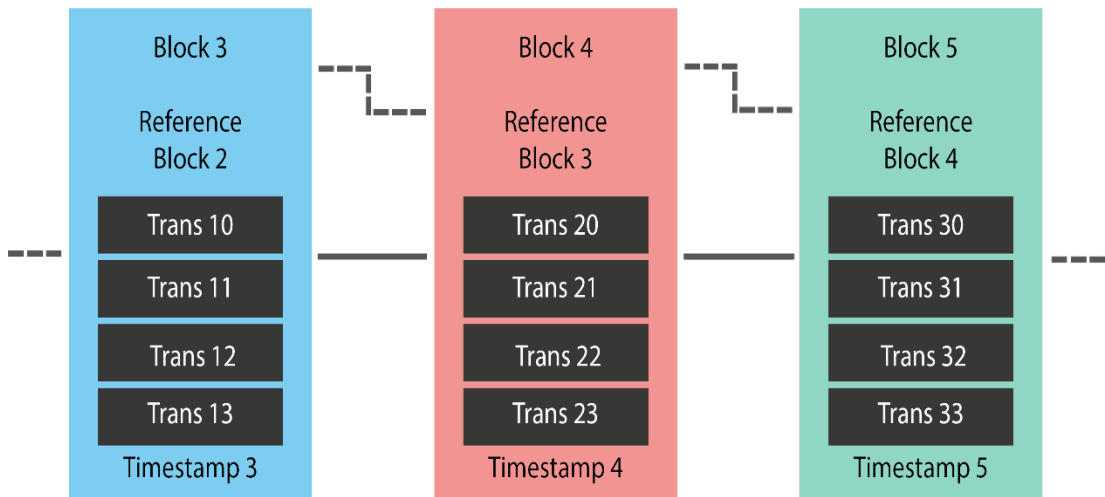 Block 3
Reference
Block 2
Trans 10
Trans 11
Trans 12
Trans 13
Timestamp 3
Block 4
Reference
Block 3
Trans 20
Trans 21
Trans 22
Trans 23
Timestamp 4
Block 5
Reference
Block 4
Trans 30
Trans 31
Trans 32
Trans 33
Timestamp 5